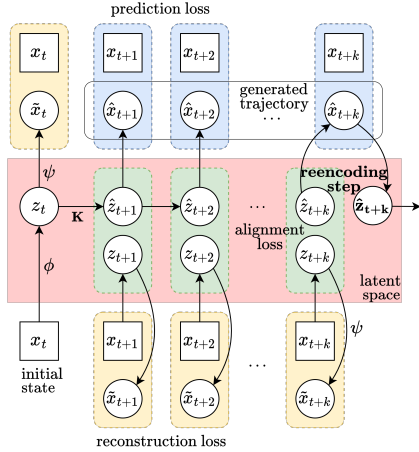 prediction loss
x_t x_{t+1} x_{t+2} x_{t+k}
generated
trajectory
...
x̃_t x̂_{t+1} x̂_{t+2} x̂_{t+k}
ψ
reencoding
step
z_t K ẑ_{t+1} ẑ_{t+2} ... ẑ_{t+k} ẑ_{t+k}
alignment
loss
z_{t+1} z_{t+2} z_{t+k}
ϕ
latent
space
x_t x_{t+1} x_{t+2} x_{t+k} ψ
initial
state
...
x̃_{t+1} x̃_{t+2} x̃_{t+k}
reconstruction loss